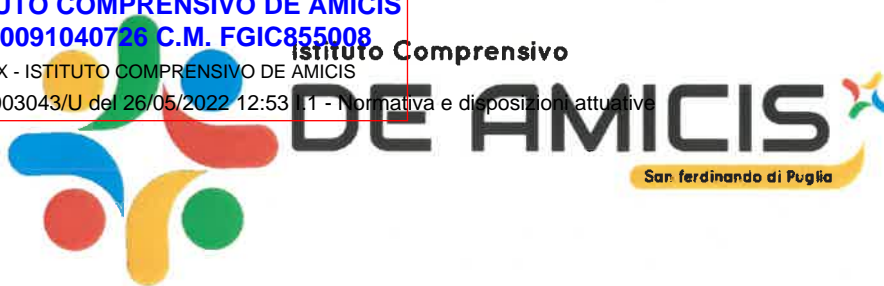 TUTO COMPRENSIVO DE AMICIS
0091040726 C.M. FGIC855008
X - ISTITUTO COMPRENSIVO DE AMICIS
003043/U del 26/05/2022 12:53 I.1 - Normativa e disposizioni attuative
Istituto Comprensivo
DE AMICIS
San ferdinando di Puglia